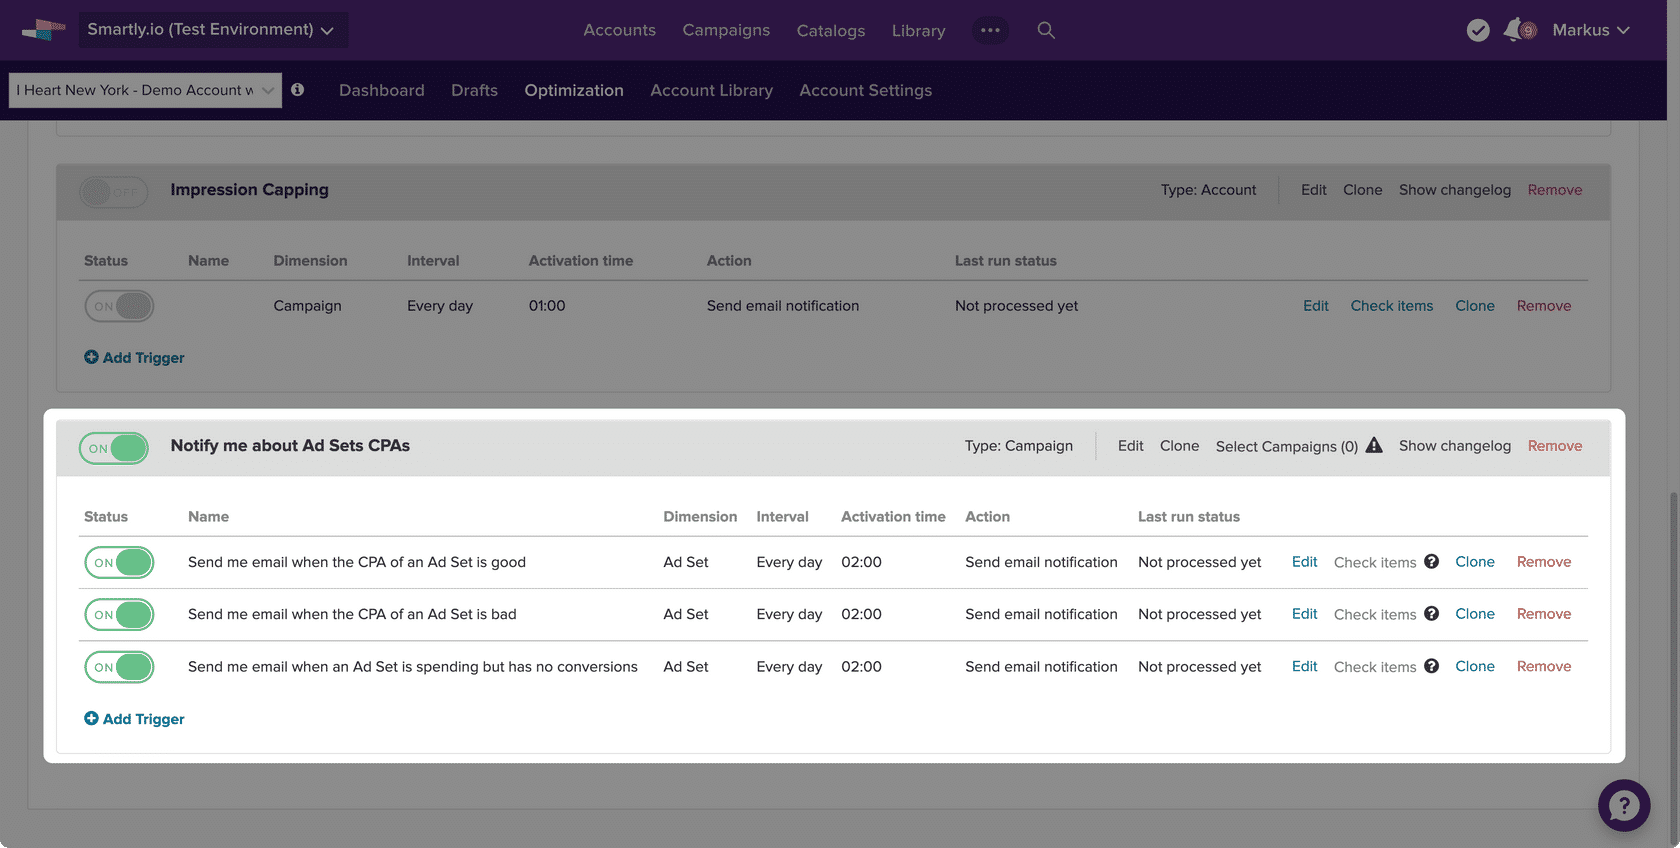 Smartly.io (Test Environment)
Accounts Campaigns Catalogs Library
9
Markus
I Heart New York - Demo Account w
Dashboard Drafts Optimization Account Library Account Settings
OFF Impression Capping Type: Account Edit Clone Show changelog Remove
Status Name Dimension Interval Activation time Action Last run status
ON Campaign Every day 01:00 Send email notification Not processed yet Edit Check items Clone Remove
Add Trigger
ON Notify me about Ad Sets CPAs Type: Campaign Edit Clone Select Campaigns (0) Show changelog Remove
Status Name Dimension Interval Activation time Action Last run status
ON Send me email when the CPA of an Ad Set is good Ad Set Every day 02:00 Send email notification Not processed yet Edit Check items ? Clone Remove
ON Send me email when the CPA of an Ad Set is bad Ad Set Every day 02:00 Send email notification Not processed yet Edit Check items ? Clone Remove
ON Send me email when an Ad Set is spending but has no conversions Ad Set Every day 02:00 Send email notification Not processed yet Edit Check items ? Clone Remove
Add Trigger
?